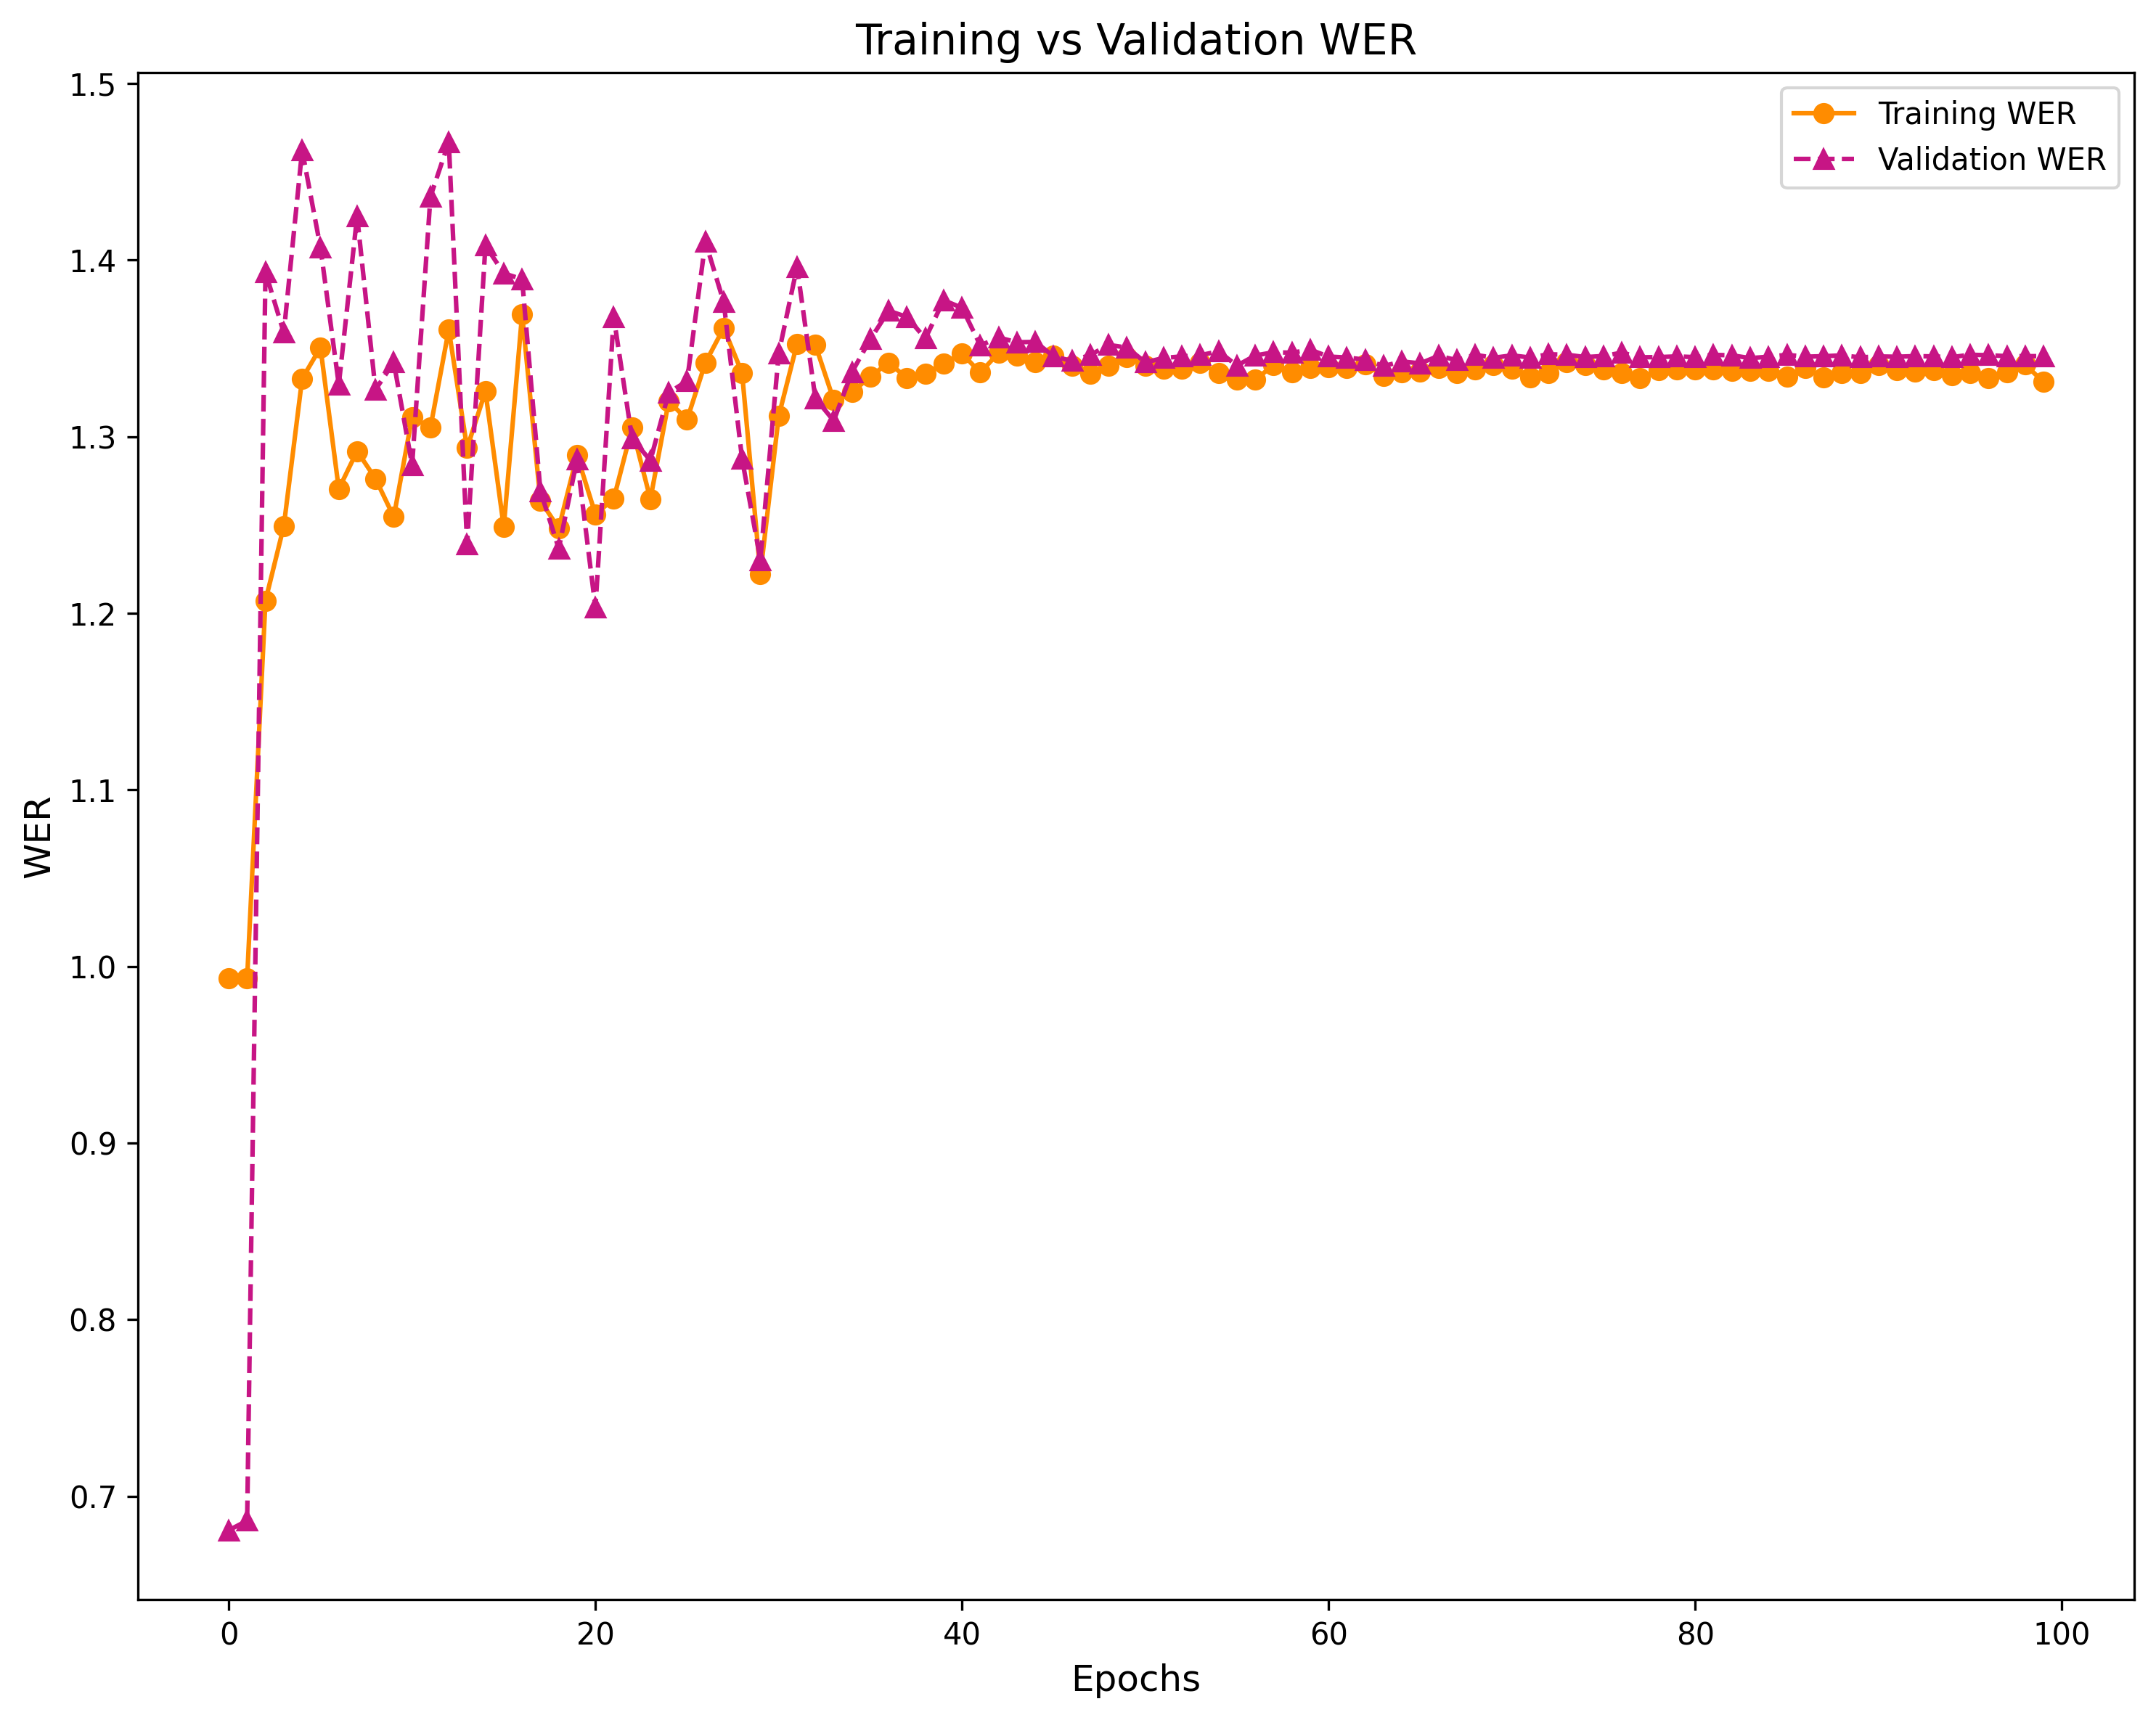 Training vs Validation WER
Training WER
Validation WER
1.5
1.4
1.3
1.2
1.1
1.0
0.9
0.8
0.7
WER
0 20 40 60 80 100
Epochs